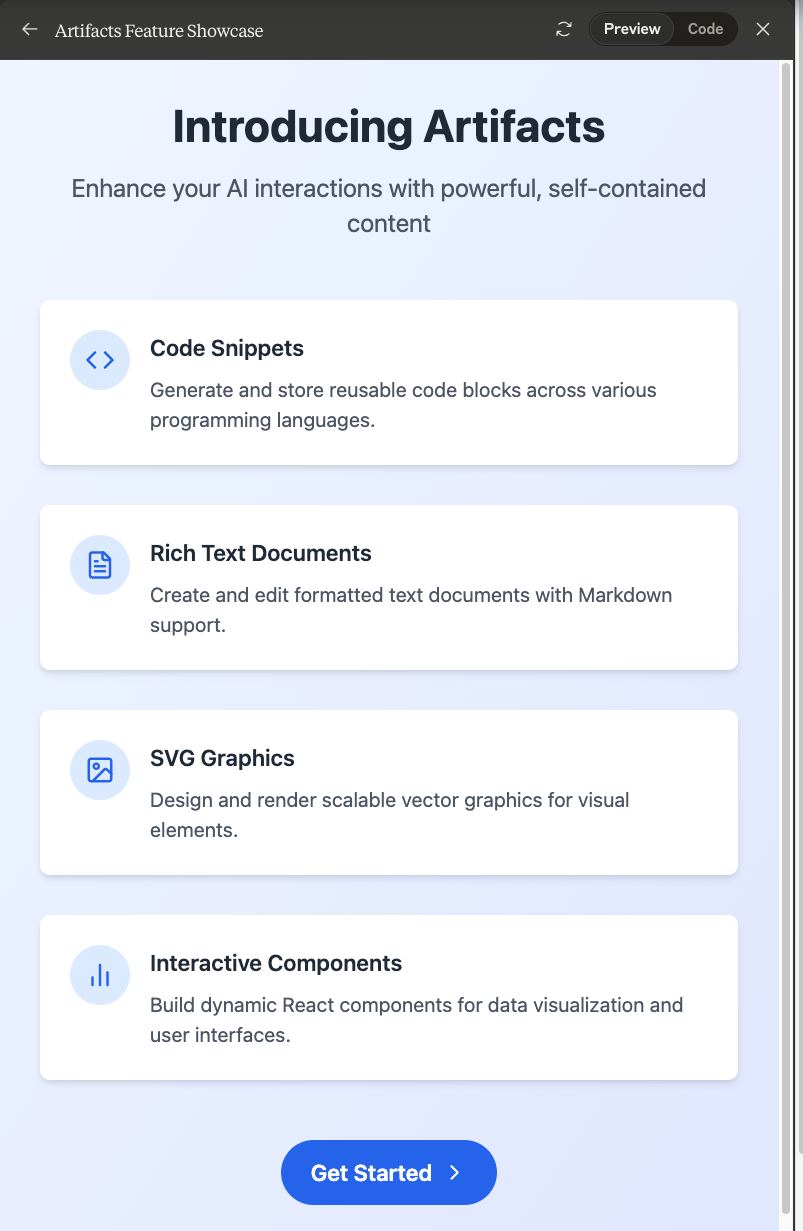 Artifacts Feature Showcase
Preview
Code
Introducing Artifacts
Enhance your AI interactions with powerful, self-contained
content
Code Snippets
Generate and store reusable code blocks across various
programming languages.
Rich Text Documents
Create and edit formatted text documents with Markdown
support.
SVG Graphics
Design and render scalable vector graphics for visual
elements.
Interactive Components
Build dynamic React components for data visualization and
user interfaces.
Get Started